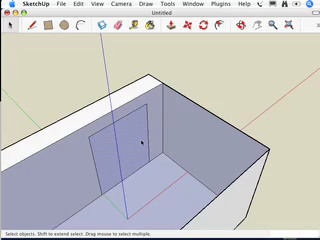 SketchUp File Edit View Camera Draw Tools Window Plugins Help
Untitled
Select objects. Shift to extend select. Drag mouse to select multiple.